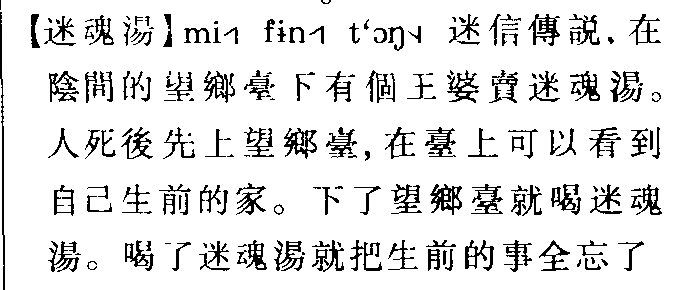 【迷魂湯】mi˧ fɨn˧ t‘ɔŋ˨˩ 迷信傳説，在
陰間的望鄉臺下有個王婆賣迷魂湯。
人死後先上望鄉臺，在臺上可以看到
自己生前的家。下了望鄉臺就喝迷魂
湯。喝了迷魂湯就把生前的事全忘了